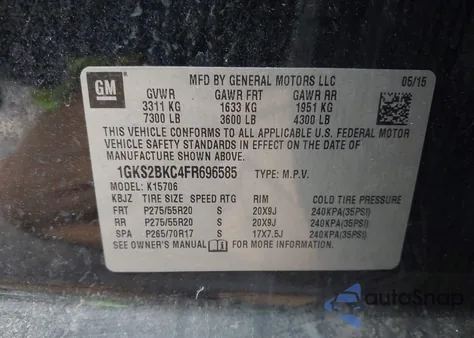 MFD BY GENERAL MOTORS LLC 05/15
GM
GVWR GAWR FRT GAWR RR
3311 KG 1633 KG 1951 KG
7300 LB 3600 LB 4300 LB
THIS VEHICLE CONFORMS TO ALL APPLICABLE U.S. FEDERAL MOTOR
VEHICLE SAFETY STANDARDS IN EFFECT ON THE DATE OF
MANUFACTURE SHOWN ABOVE.
1GKS2BKC4FR696585 TYPE: M.P.V.
MODEL: K15706
KBJZ TIRE SIZE SPEED RTG RIM COLD TIRE PRESSURE
FRT P275/55R20 S 20X9J 240KPA(35PSI)
RR P275/55R20 S 20X9J 240KPA(35PSI)
SPA P265/70R17 S 17X7.5J 240KPA(35PSI)
SEE OWNER'S MANUAL FOR MORE INFORMATION
autoSnap